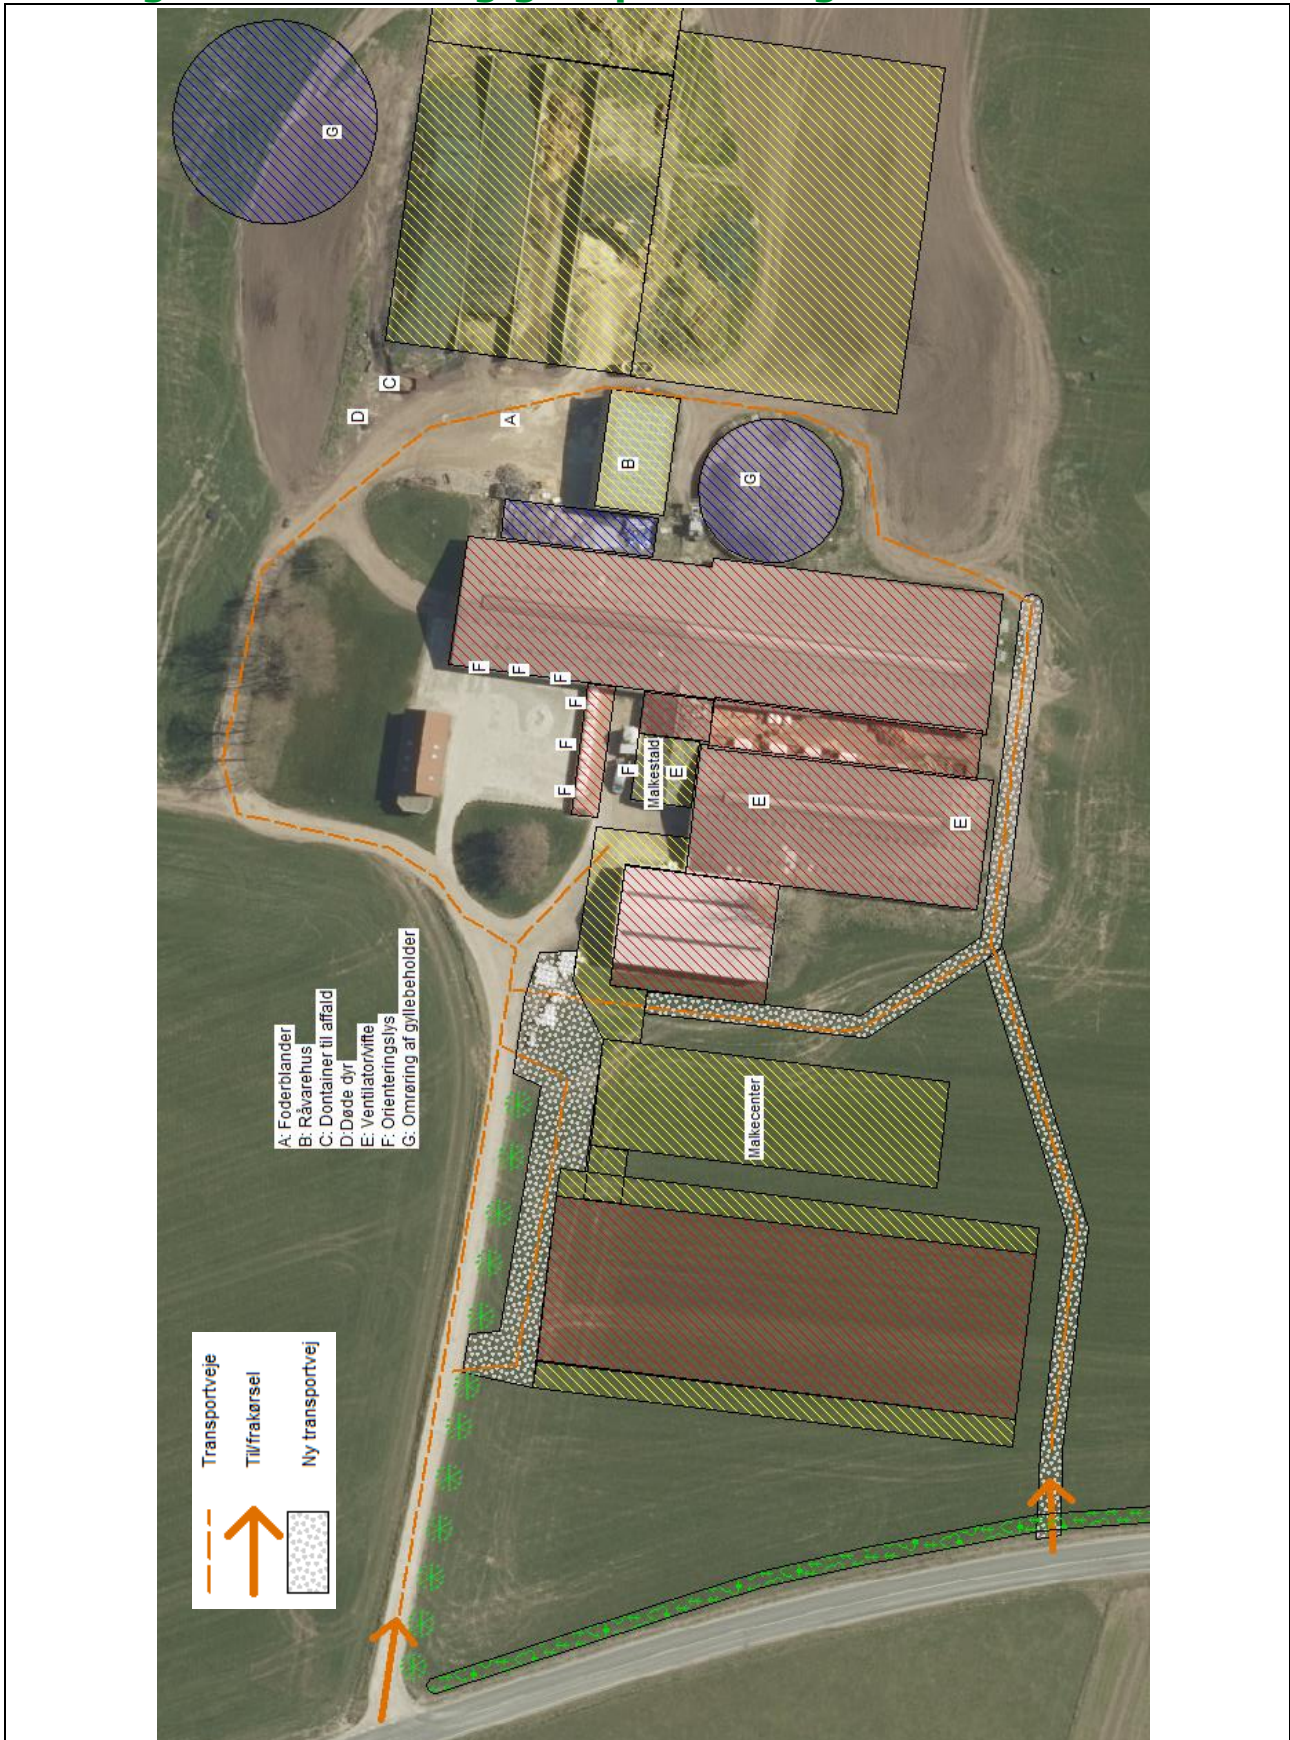 Transportveje
Til/frakørsel
Ny transportvej
A: Foderblander
B: Råvarehus
C: Dontainer til affald
D:Døde dyr
E: Ventilator/vifte
F: Orienteringslys
G: Omrøring af gyllebeholder
G
D
C
A
B
G
F
F
F
F
F
F
F
Malkestald
E
E
E
Malkecenter